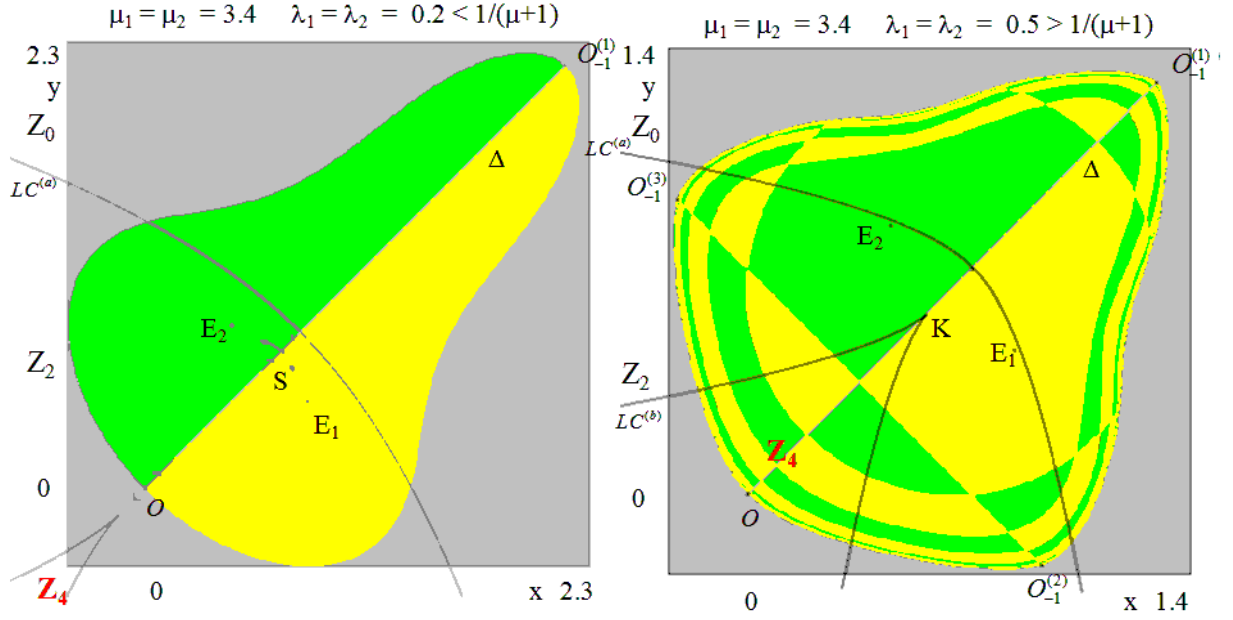 μ₁ = μ₂ = 3.4 λ₁ = λ₂ = 0.2 < 1/(μ+1)
2.3
y
Z₀
LC⁽ᵃ⁾
O₋₁⁽¹⁾
Δ
E₂
S
E₁
Z₂
0
O
Z₄
0
x 2.3
μ₁ = μ₂ = 3.4 λ₁ = λ₂ = 0.5 > 1/(μ+1)
1.4
y
Z₀
LC⁽ᵃ⁾
O₋₁⁽³⁾
O₋₁⁽¹⁾
Δ
E₂
K
E₁
Z₂
LC⁽ᵇ⁾
Z₄
0
O
O₋₁⁽²⁾
0
x 1.4